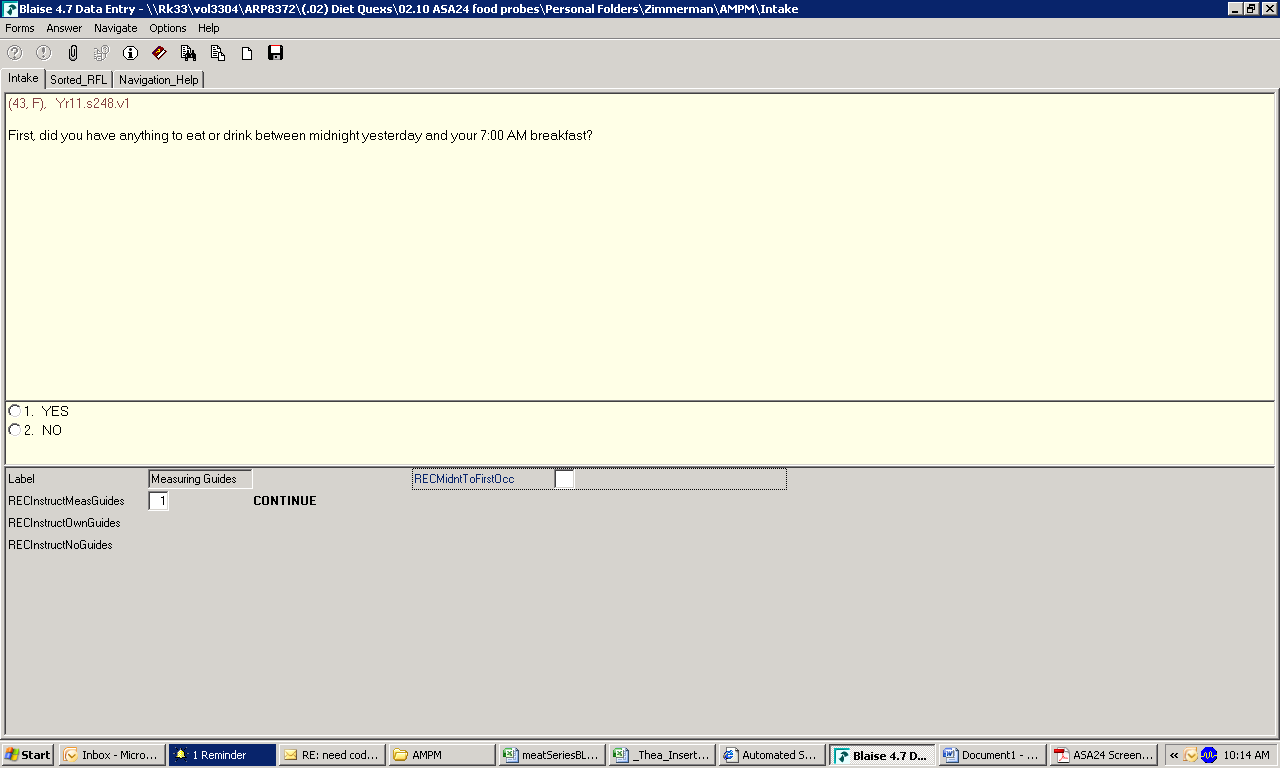 Blaise 4.7 Data Entry - \\Rk33\vol3304\ARP8372\(.02) Diet Quexs\02.10 ASA24 food probes\Personal Folders\Zimmerman\AMPM\Intake
Forms Answer Navigate Options Help
Intake Sorted_RFL Navigation_Help
(43, F), Yr11.s248.v1
First, did you have anything to eat or drink between midnight yesterday and your 7:00 AM breakfast?
1. YES
2. NO
Label Measuring Guides RECMidntToFirstOcc
RECInstructMeasGuides 1 CONTINUE
RECInstructOwnGuides
RECInstructNoGuides
Start Inbox - Micro... 1 Reminder RE: need cod... AMPM meatSeriesBL... _Thea_Insert... Automated S... Blaise 4.7 D... Document1 - ... ASA24 Screen... « 10:14 AM